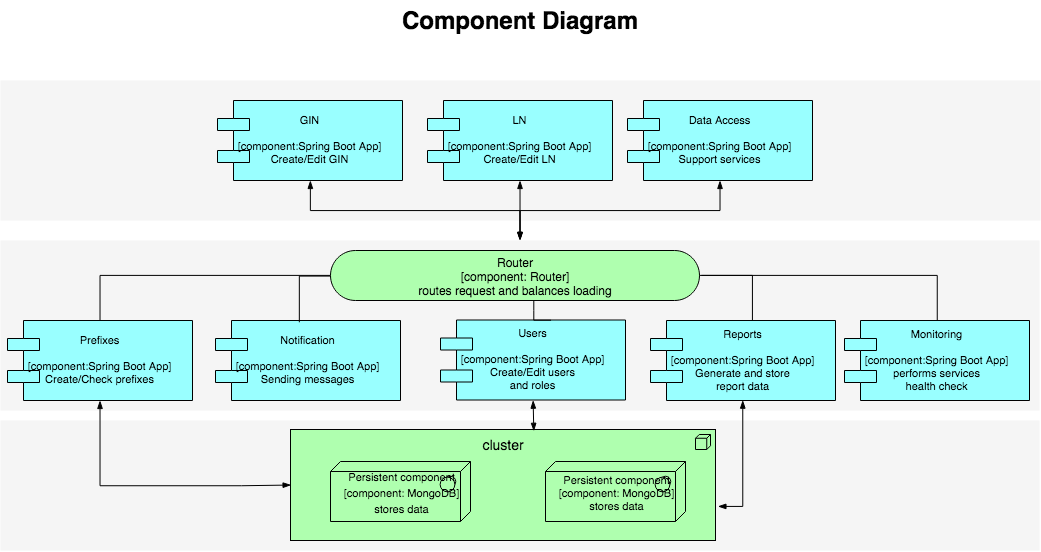 Component Diagram
GIN
[component:Spring Boot App]
Create/Edit GIN
LN
[component:Spring Boot App]
Create/Edit LN
Data Access
[component:Spring Boot App]
Support services
Router
[component: Router]
routes request and balances loading
Prefixes
[component:Spring Boot App]
Create/Check prefixes
Notification
[component:Spring Boot App]
Sending messages
Users
[component:Spring Boot App]
Create/Edit users
and roles
Reports
[component:Spring Boot App]
Generate and store
report data
Monitoring
[component:Spring Boot App]
performs services
health check
cluster
Persistent component
[component: MongoDB]
stores data
Persistent component
[component: MongoDB]
stores data